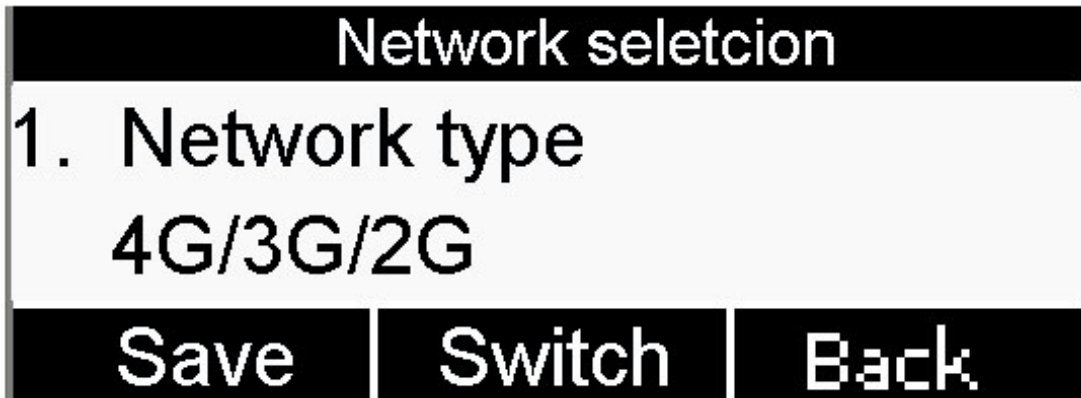 Network seletcion
1. Network type
4G/3G/2G
Save Switch Back